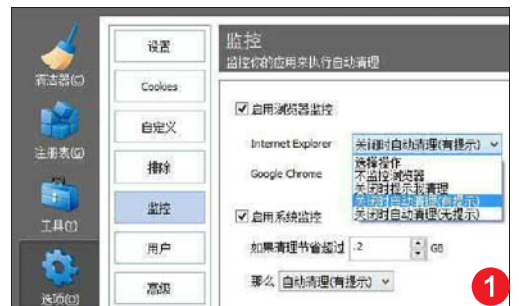 清洁器(C)
注册表(G)
工具(T)
选项(O)
设置
Cookies
自定义
排除
监控
用户
高级
监控
监控你的应用来执行自动清理
启用浏览器监控
Internet Explorer 关闭时自动清理(有提示)
选择操作
不监控浏览器
关闭时提示我清理
关闭时自动清理(有提示)
关闭时自动清理(无提示)
Google Chrome
启用系统监控
如果清理节省超过 .2 GB
那么 自动清理(有提示)
1